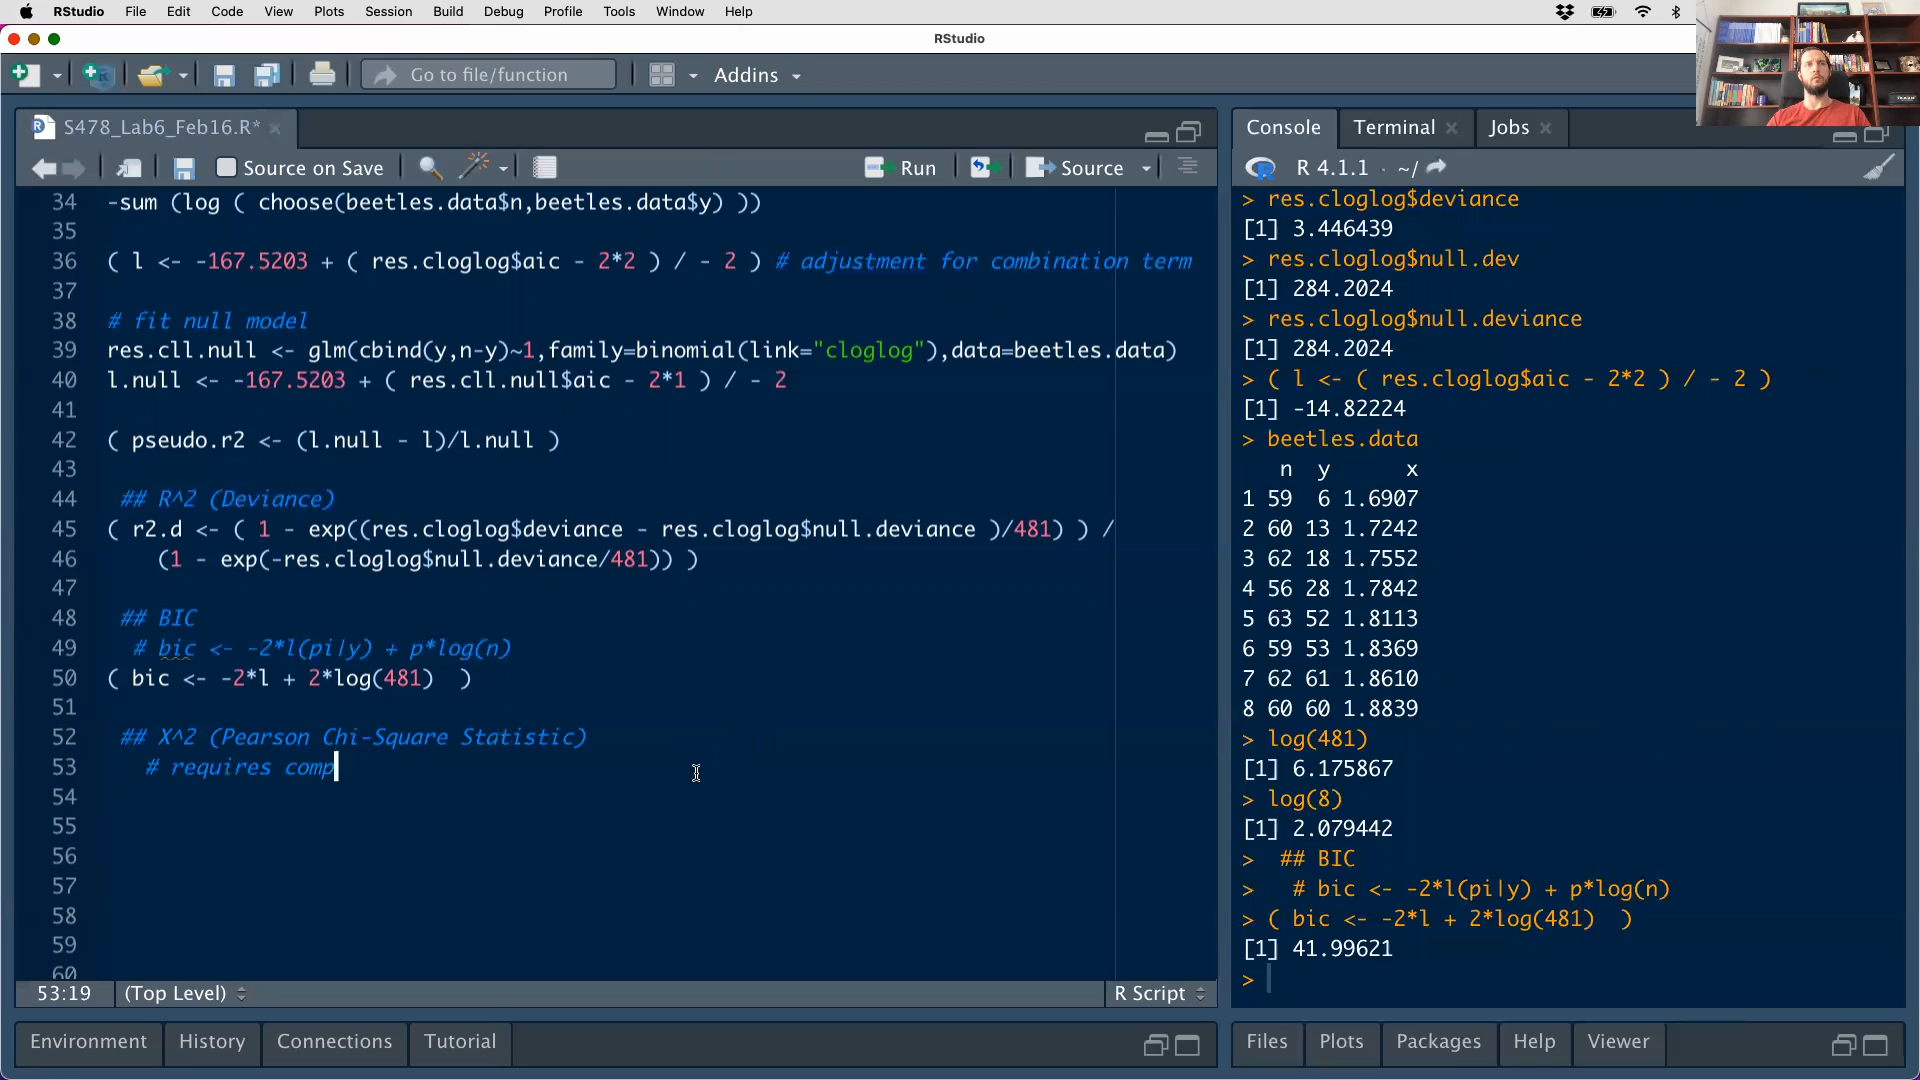 RStudio File Edit Code View Plots Session Build Debug Profile Tools Window Help
RStudio
Go to file/function
Addins
S478_Lab6_Feb16.R*
Source on Save
Run
Source
34 -sum (log ( choose(beetles.data$n,beetles.data$y) ))
35
36 ( l <- -167.5203 + ( res.cloglog$aic - 2*2 ) / - 2 ) # adjustment for combination term
37
38 # fit null model
39 res.cll.null <- glm(cbind(y,n-y)~1,family=binomial(link="cloglog"),data=beetles.data)
40 l.null <- -167.5203 + ( res.cll.null$aic - 2*1 ) / - 2
41
42 ( pseudo.r2 <- (l.null - l)/l.null )
43
44 ## R^2 (Deviance)
45 ( r2.d <- ( 1 - exp((res.cloglog$deviance - res.cloglog$null.deviance )/481) ) /
46 (1 - exp(-res.cloglog$null.deviance/481)) )
47
48 ## BIC
49 # bic <- -2*l(pi|y) + p*log(n)
50 ( bic <- -2*l + 2*log(481)  )
51
52 ## X^2 (Pearson Chi-Square Statistic)
53 # requires comp
54
55
56
57
58
59
60
53:19 (Top Level) R Script
Environment History Connections Tutorial
Console Terminal Jobs
R 4.1.1 · ~/
> res.cloglog$deviance
[1] 3.446439
> res.cloglog$null.dev
[1] 284.2024
> res.cloglog$null.deviance
[1] 284.2024
> ( l <- ( res.cloglog$aic - 2*2 ) / - 2 )
[1] -14.82224
> beetles.data
n y x
1 59 6 1.6907
2 60 13 1.7242
3 62 18 1.7552
4 56 28 1.7842
5 63 52 1.8113
6 59 53 1.8369
7 62 61 1.8610
8 60 60 1.8839
> log(481)
[1] 6.175867
> log(8)
[1] 2.079442
> ## BIC
> # bic <- -2*l(pi|y) + p*log(n)
> ( bic <- -2*l + 2*log(481)  )
[1] 41.99621
>
Files Plots Packages Help Viewer